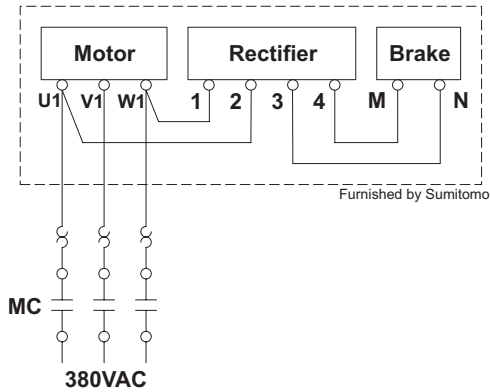 Motor Rectifier Brake
U1 V1 W1 1 2 3 4 M N
Furnished by Sumitomo
MC
380VAC